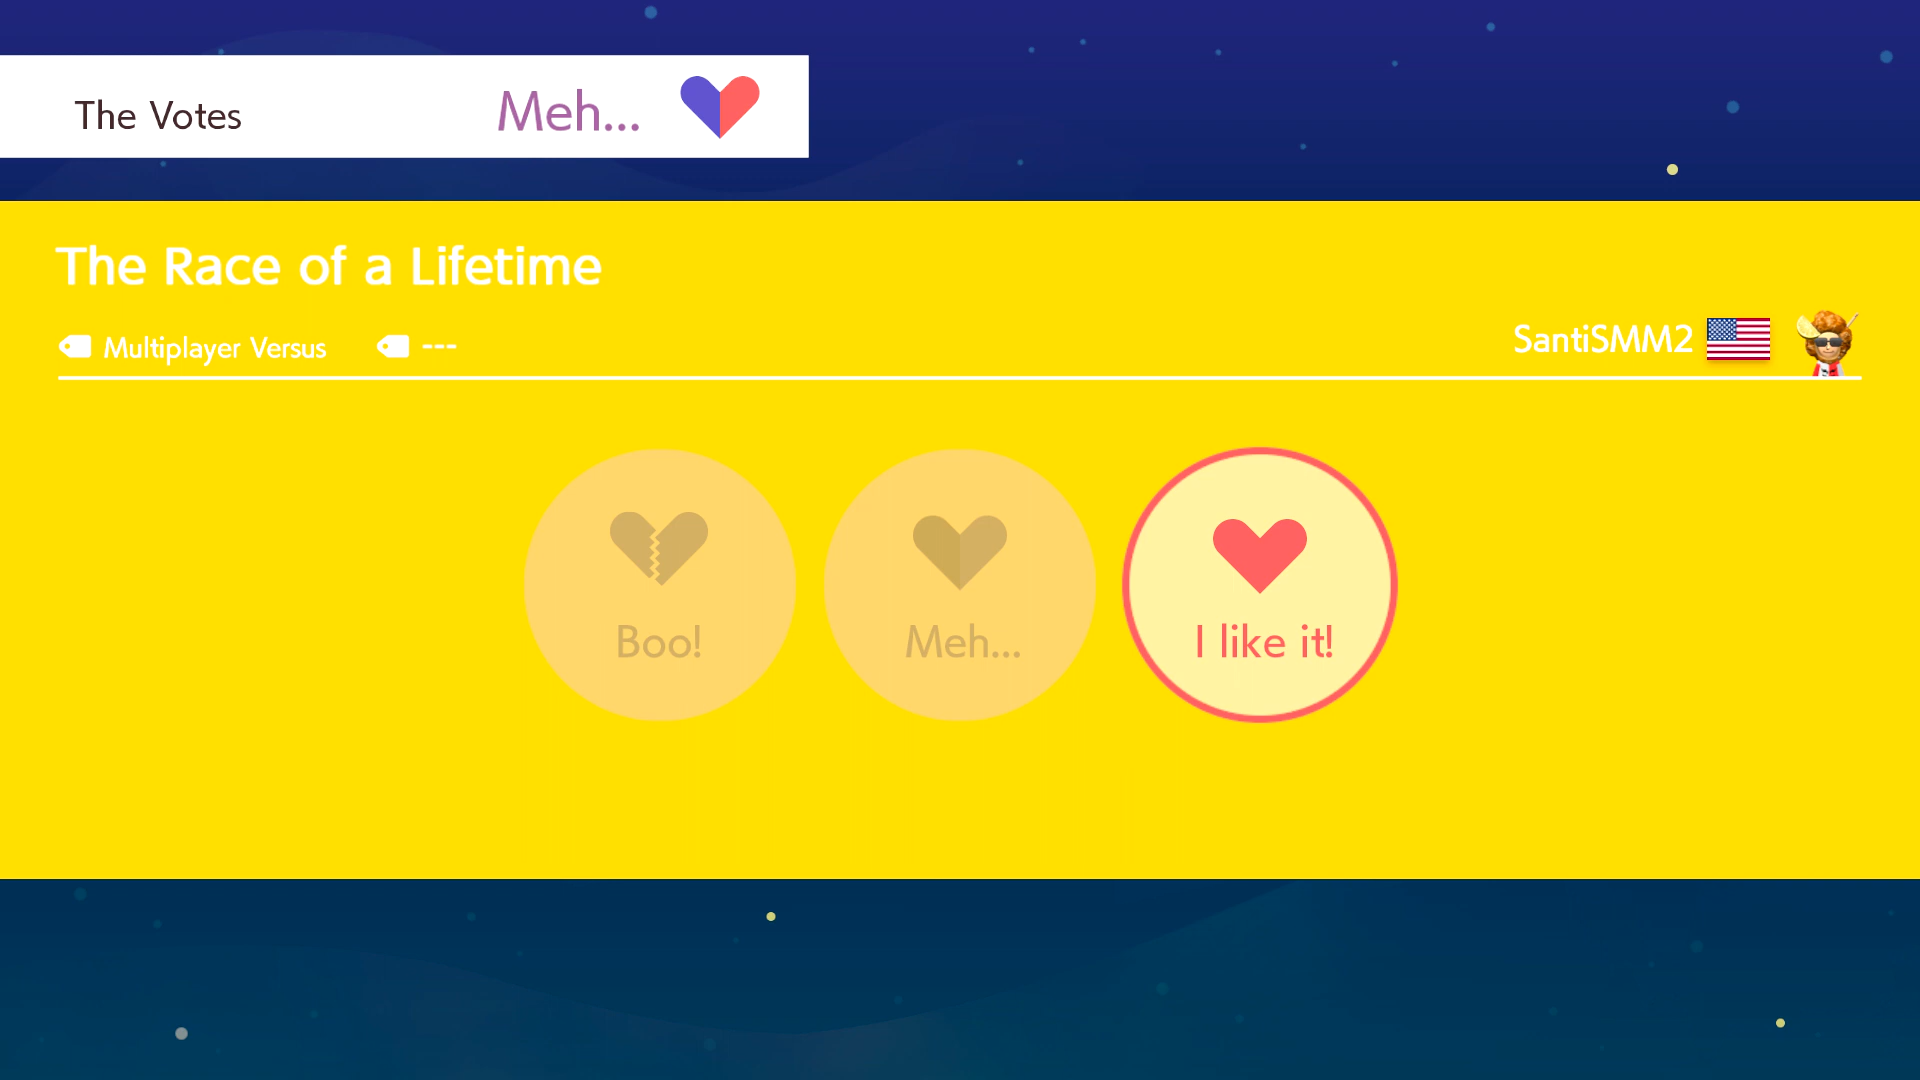 The Votes Meh...
The Race of a Lifetime
Multiplayer Versus ---
SantiSMM2
Boo! Meh... I like it!